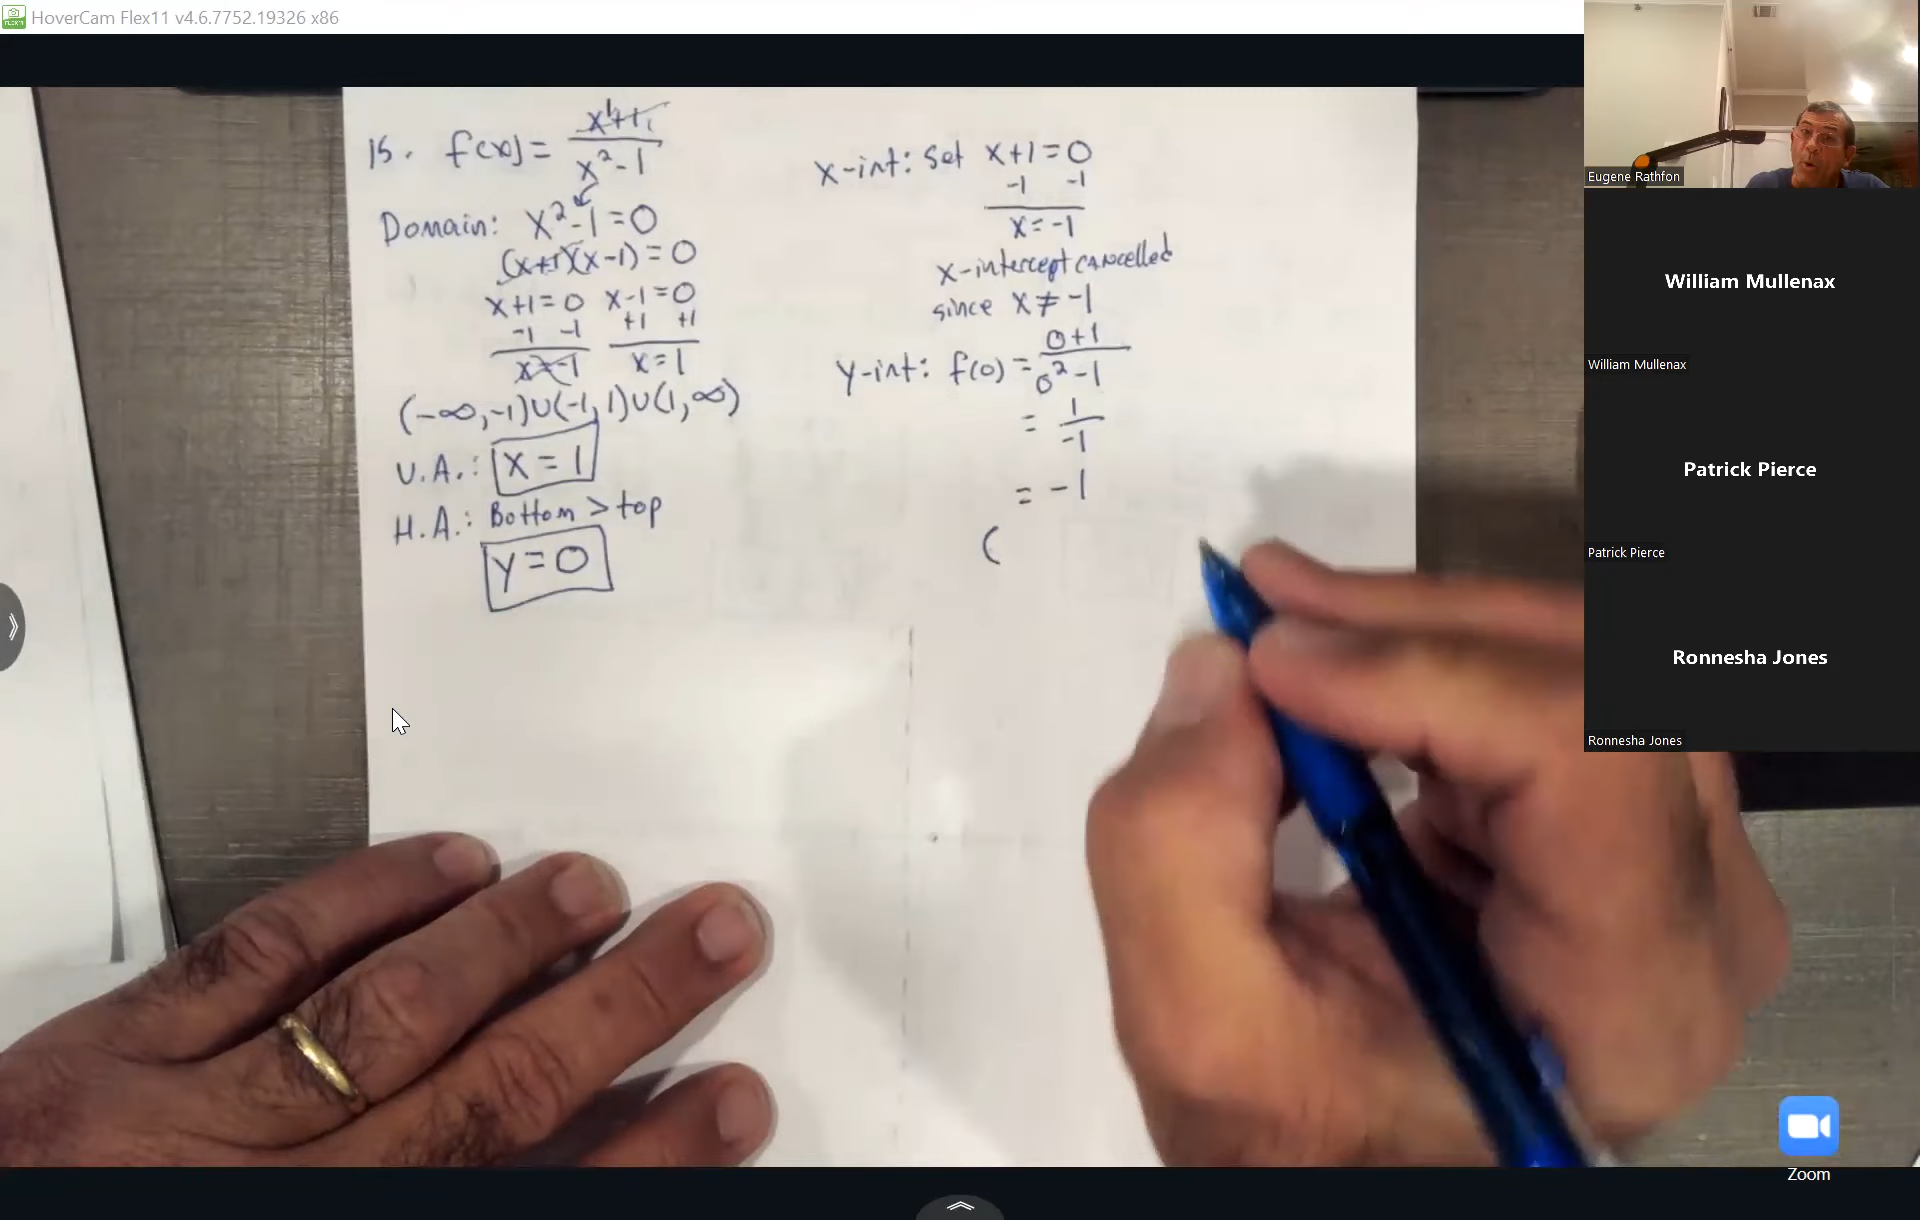 HoverCam Flex11 v4.6.7752.19326 x86
15. f(x) = x+1 / x² - 1
Domain: x² - 1 = 0
(x+1)(x-1) = 0
x+1 = 0 x-1 = 0
-1 -1 +1 +1
x = -1 x = 1
(-∞, -1) ∪ (-1, 1) ∪ (1, ∞)
V.A.: x = 1
H.A.: Bottom > top
y = 0
x-int: set x+1 = 0
-1 -1
x = -1
x-intercept cancelled
since x ≠ -1
y-int: f(0) = 0+1 / 0² - 1
= 1 / -1
= -1
(
Eugene Rathfon
William Mullenax
William Mullenax
Patrick Pierce
Patrick Pierce
Ronnesha Jones
Ronnesha Jones
Zoom